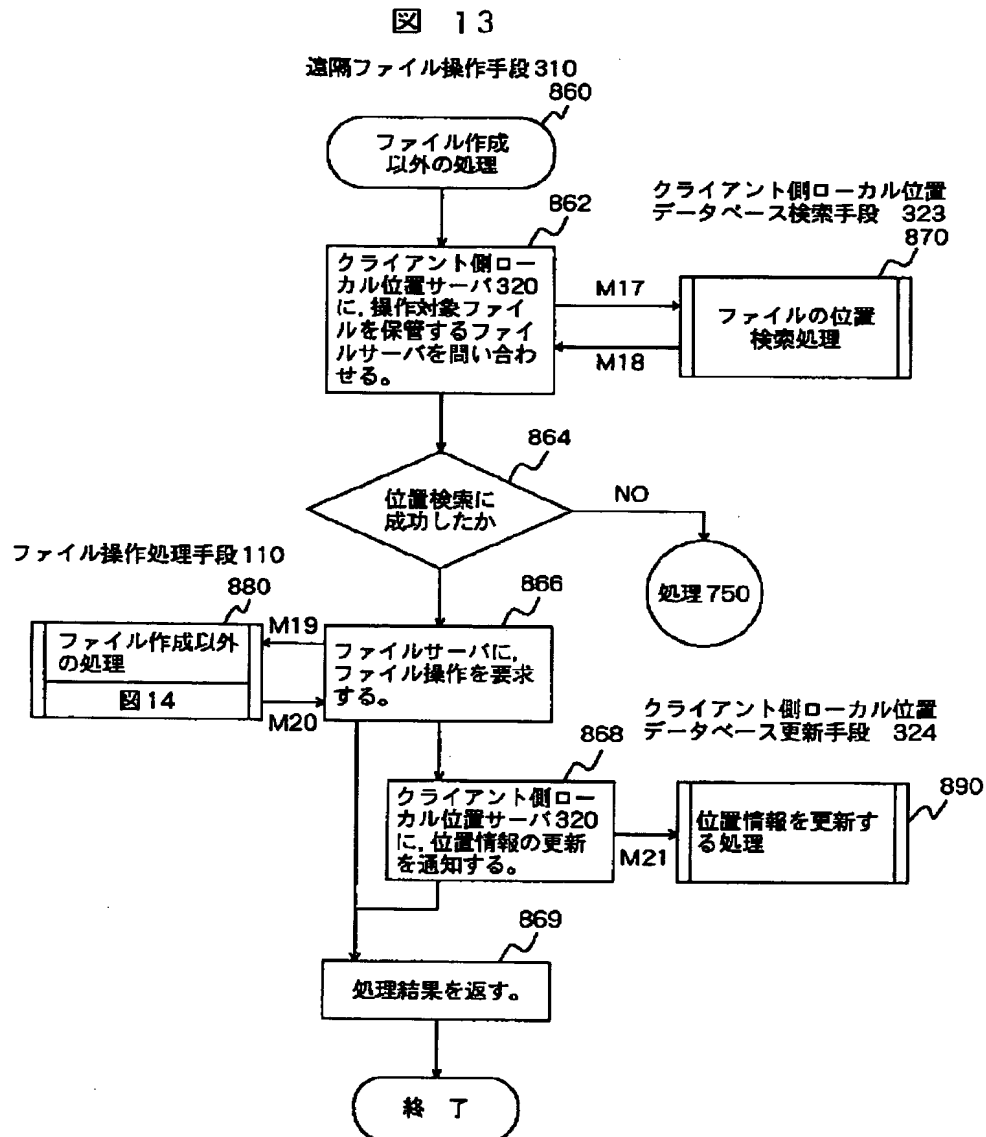 図 13
遠隔ファイル操作手段310
860
ファイル作成
以外の処理
862
クライアント側ローカル位置
データベース検索手段 323
870
クライアント側ロー
カル位置サーバ320
に,操作対象ファイ
ルを保管するファイ
ルサーバを問い合わ
せる。
M17
M18
ファイルの位置
検索処理
864
位置検索に
成功したか
NO
処理750
ファイル操作処理手段110
880
866
ファイル作成以外
の処理
図14
M19
M20
ファイルサーバに,
ファイル操作を要求
する。
クライアント側ローカル位置
データベース更新手段 324
868
890
クライアント側ロー
カル位置サーバ320
に,位置情報の更新
を通知する。
M21
位置情報を更新す
る処理
869
処理結果を返す。
終 了